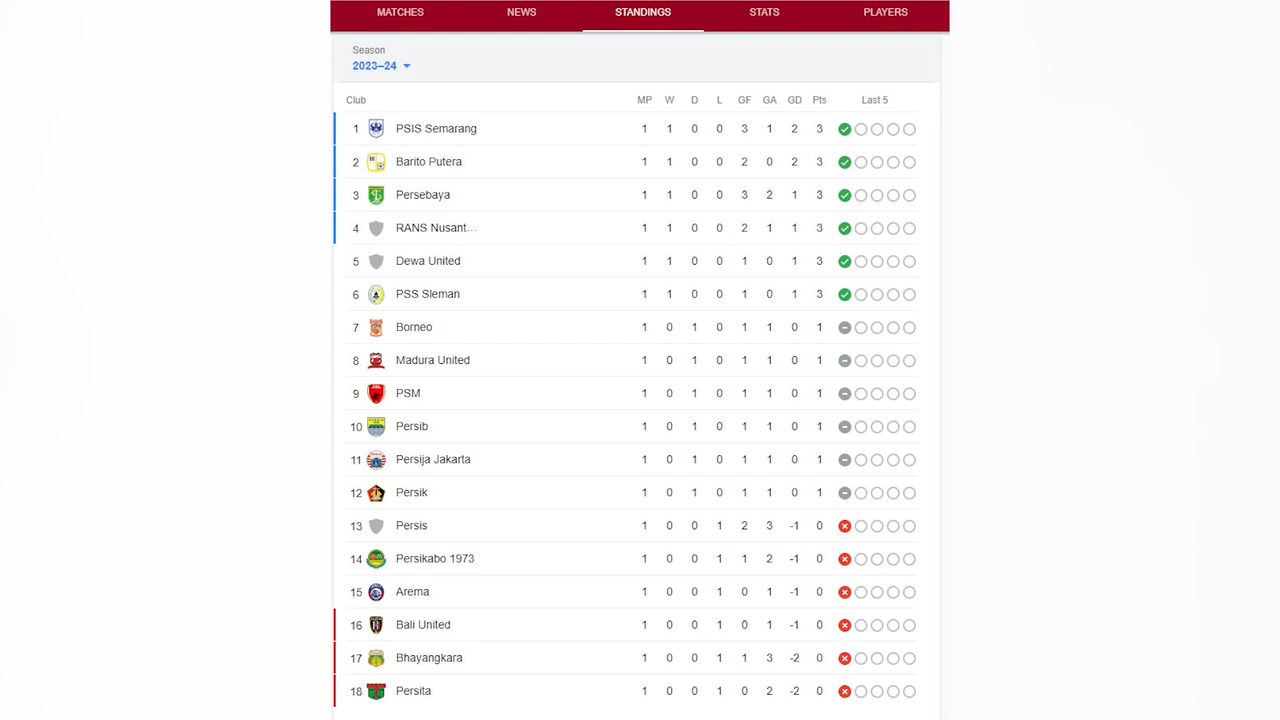 MATCHES NEWS STANDINGS STATS PLAYERS
Season
2023–24
Club MP W D L GF GA GD Pts Last 5
1 PSIS Semarang 1 1 0 0 3 1 2 3
2 Barito Putera 1 1 0 0 2 0 2 3
3 Persebaya 1 1 0 0 3 2 1 3
4 RANS Nusant... 1 1 0 0 2 1 1 3
5 Dewa United 1 1 0 0 1 0 1 3
6 PSS Sleman 1 1 0 0 1 0 1 3
7 Borneo 1 0 1 0 1 1 0 1
8 Madura United 1 0 1 0 1 1 0 1
9 PSM 1 0 1 0 1 1 0 1
10 Persib 1 0 1 0 1 1 0 1
11 Persija Jakarta 1 0 1 0 1 1 0 1
12 Persik 1 0 1 0 1 1 0 1
13 Persis 1 0 0 1 2 3 -1 0
14 Persikabo 1973 1 0 0 1 1 2 -1 0
15 Arema 1 0 0 1 0 1 -1 0
16 Bali United 1 0 0 1 0 1 -1 0
17 Bhayangkara 1 0 0 1 1 3 -2 0
18 Persita 1 0 0 1 0 2 -2 0